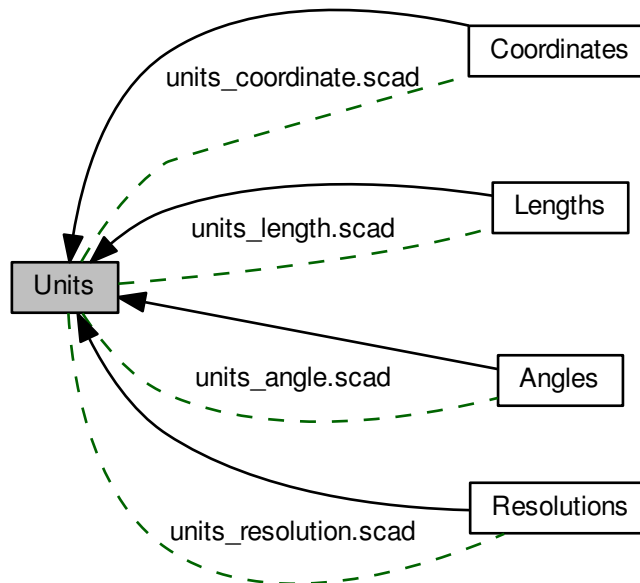 Coordinates
units_coordinate.scad
Lengths
units_length.scad
Units
Angles
units_angle.scad
Resolutions
units_resolution.scad